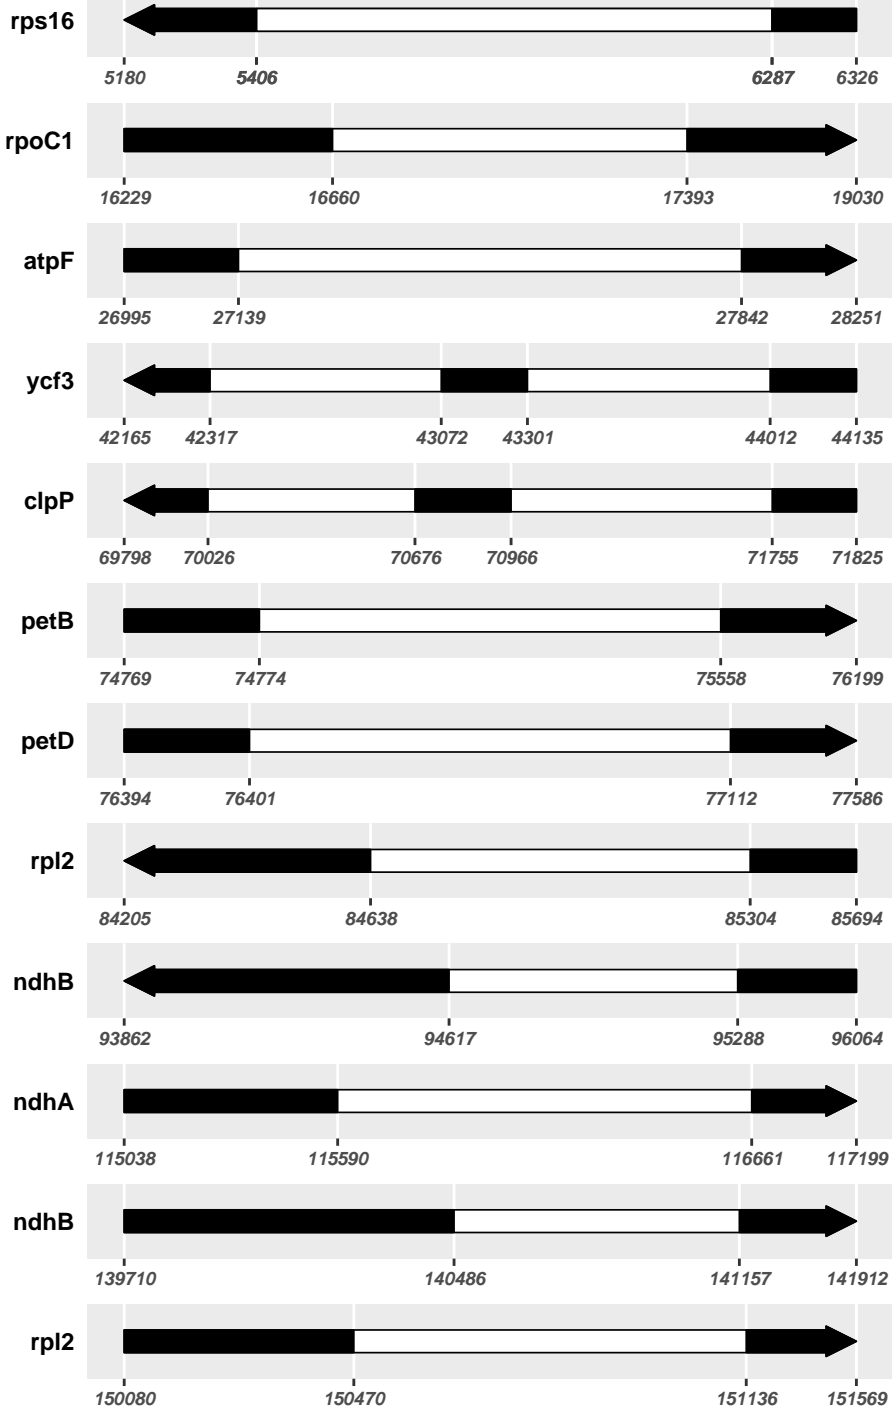 rps16
5180 5406 6287 6326
rpoC1
16229 16660 17393 19030
atpF
26995 27139 27842 28251
ycf3
42165 42317 43072 43301 44012 44135
clpP
69798 70026 70676 70966 71755 71825
petB
74769 74774 75558 76199
petD
76394 76401 77112 77586
rpl2
84205 84638 85304 85694
ndhB
93862 94617 95288 96064
ndhA
115038 115590 116661 117199
ndhB
139710 140486 141157 141912
rpl2
150080 150470 151136 151569